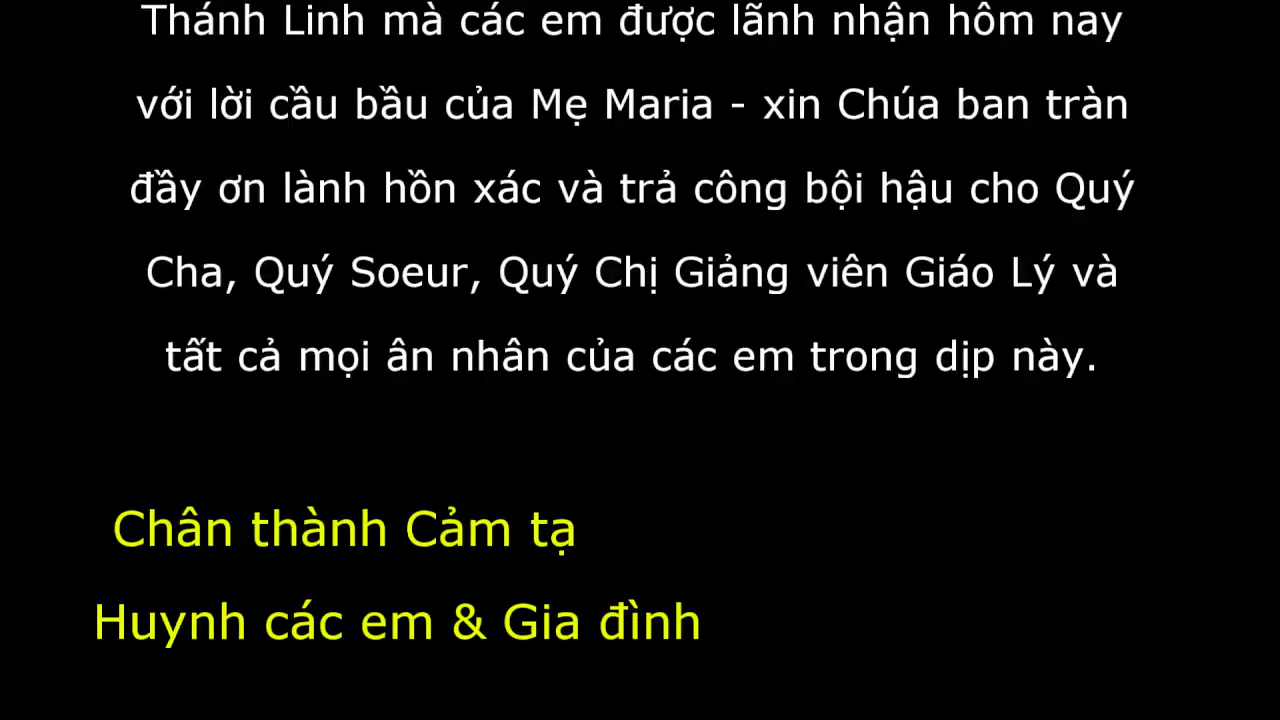 Thánh Linh mà các em được lãnh nhận hôm nay
với lời cầu bầu của Mẹ Maria - xin Chúa ban tràn
đầy ơn lành hồn xác và trả công bội hậu cho Quý
Cha, Quý Soeur, Quý Chị Giảng viên Giáo Lý và
tất cả mọi ân nhân của các em trong dịp này.
Chân thành Cảm tạ
Huynh các em & Gia đình